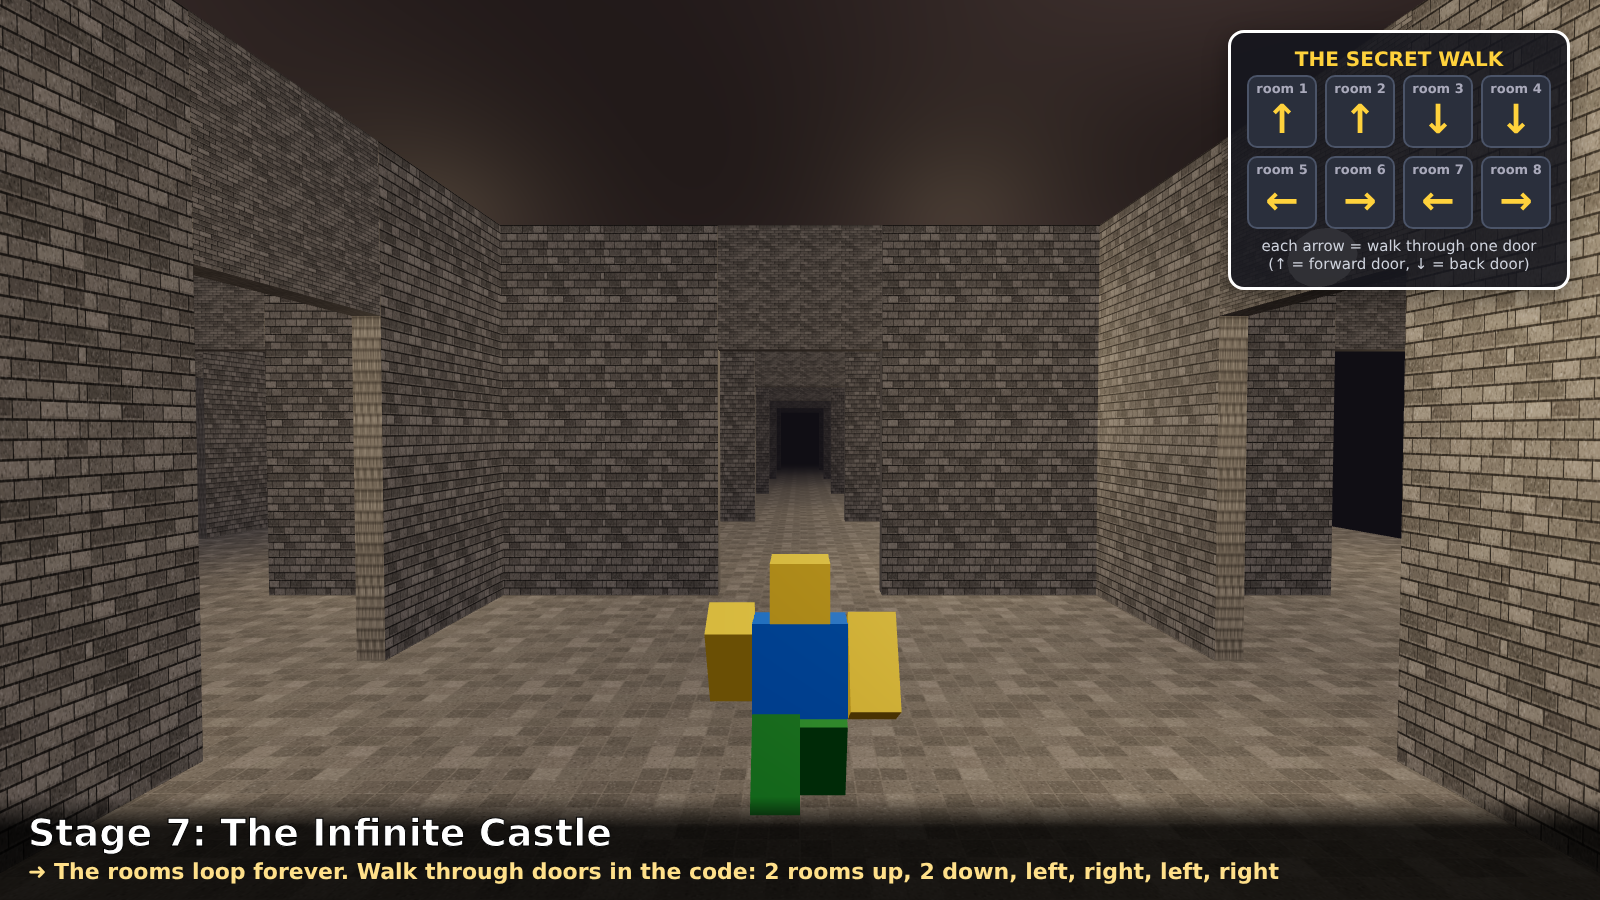 THE SECRET WALK
room 1 room 2 room 3 room 4
↑ ↑ ↓ ↓
room 5 room 6 room 7 room 8
← → ← →
each arrow = walk through one door
(↑ = forward door, ↓ = back door)
Stage 7: The Infinite Castle
➜ The rooms loop forever. Walk through doors in the code: 2 rooms up, 2 down, left, right, left, right